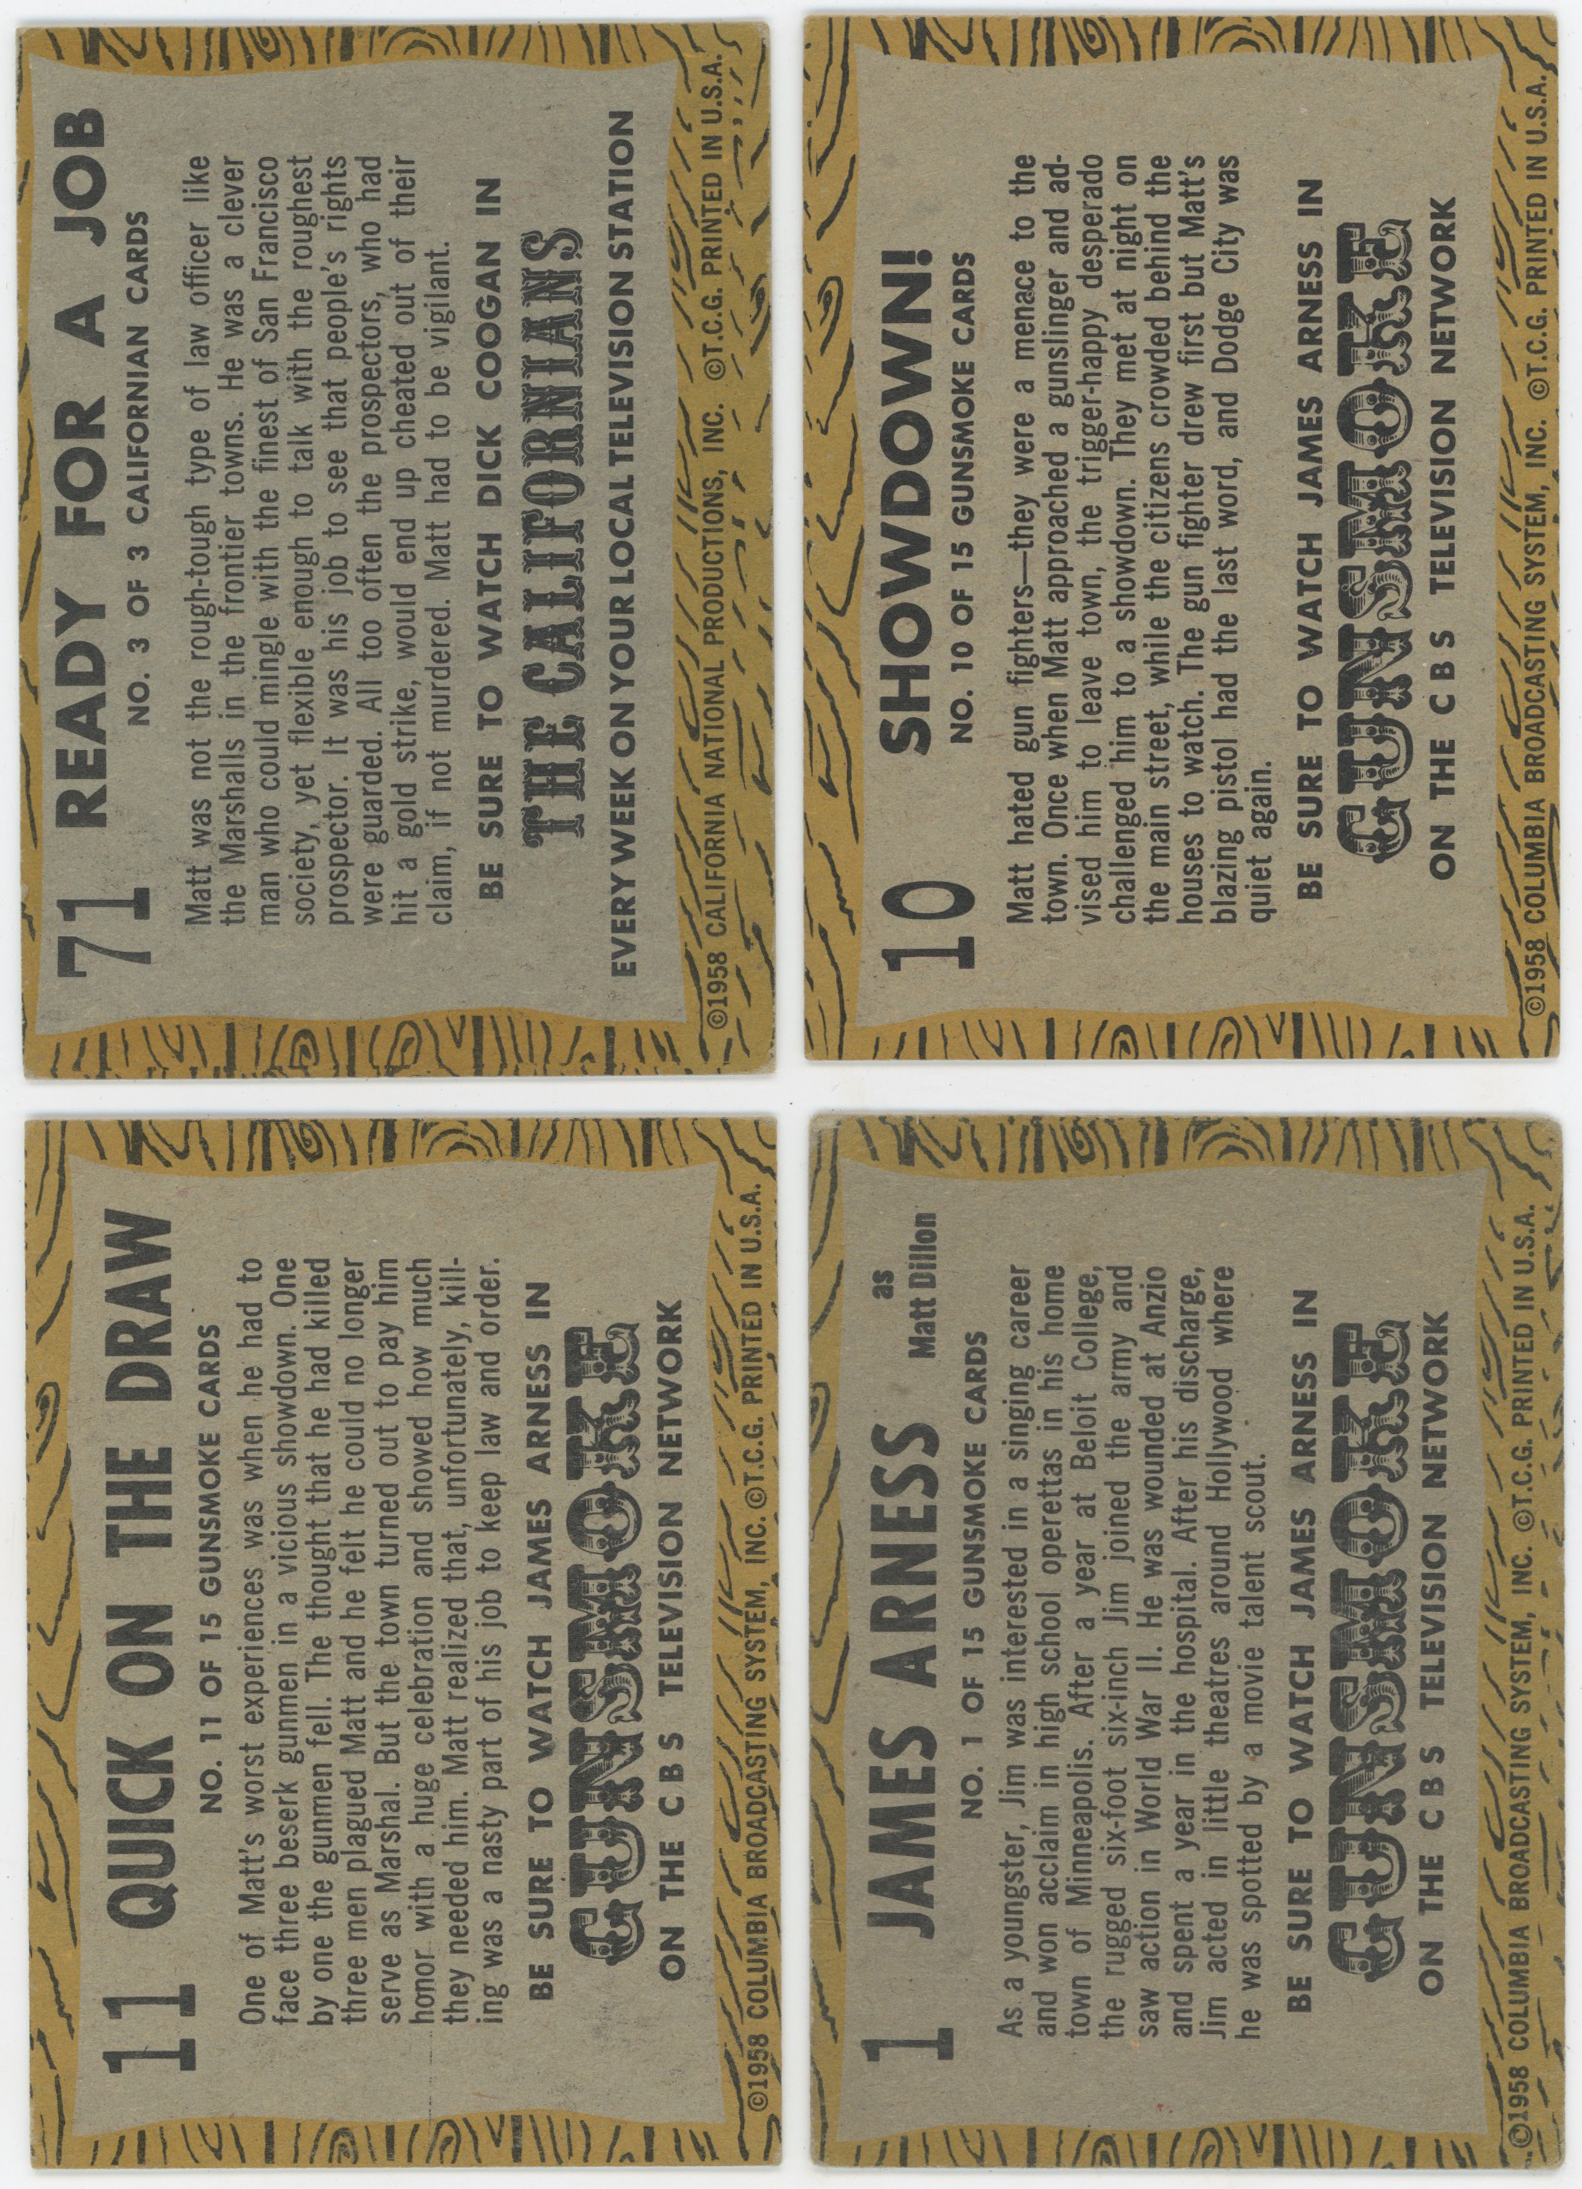 71 READY FOR A JOB
NO. 3 OF 3 CALIFORNIAN CARDS
Matt was not the rough-tough type of law officer like
the Marshalls in the frontier towns. He was a clever
man who could mingle with the finest of San Francisco
society, yet flexible enough to talk with the roughest
prospector. It was his job to see that people's rights
were guarded. All too often the prospectors, who had
hit a gold strike, would end up cheated out of their
claim, if not murdered. Matt had to be vigilant.
BE SURE TO WATCH DICK COOGAN IN
THE CALIFORNIANS
EVERY WEEK ON YOUR LOCAL TELEVISION STATION
©1958 CALIFORNIA NATIONAL PRODUCTIONS, INC. ©T.C.G. PRINTED IN U.S.A.
10 SHOWDOWN!
NO. 10 OF 15 GUNSMOKE CARDS
Matt hated gun fighters—they were a menace to the
town. Once when Matt approached a gunslinger and ad-
vised him to leave town, the trigger-happy desperado
challenged him to a showdown. They met at night on
the main street, while the citizens crowded behind the
houses to watch. The gun fighter drew first but Matt's
blazing pistol had the last word, and Dodge City was
quiet again.
BE SURE TO WATCH JAMES ARNESS IN
GUNSMOKE
ON THE CBS TELEVISION NETWORK
©1958 COLUMBIA BROADCASTING SYSTEM, INC. ©T.C.G. PRINTED IN U.S.A.
11 QUICK ON THE DRAW
NO. 11 OF 15 GUNSMOKE CARDS
One of Matt's worst experiences was when he had to
face three beserk gunmen in a vicious showdown. One
by one the gunmen fell. The thought that he had killed
three men plagued Matt and he felt he could no longer
serve as Marshal. But the town turned out to pay him
honor with a huge celebration and showed how much
they needed him. Matt realized that, unfortunately, kill-
ing was a nasty part of his job to keep law and order.
BE SURE TO WATCH JAMES ARNESS IN
GUNSMOKE
ON THE CBS TELEVISION NETWORK
©1958 COLUMBIA BROADCASTING SYSTEM, INC. ©T.C.G. PRINTED IN U.S.A.
1 JAMES ARNESS as Matt Dillon
NO. 1 OF 15 GUNSMOKE CARDS
As a youngster, Jim was interested in a singing career
and won acclaim in high school operettas in his home
town of Minneapolis. After a year at Beloit College,
the rugged six-foot six-inch Jim joined the army and
saw action in World War II. He was wounded at Anzio
and spent a year in the hospital. After his discharge,
Jim acted in little theatres around Hollywood where
he was spotted by a movie talent scout.
BE SURE TO WATCH JAMES ARNESS IN
GUNSMOKE
ON THE CBS TELEVISION NETWORK
©1958 COLUMBIA BROADCASTING SYSTEM, INC. ©T.C.G. PRINTED IN U.S.A.